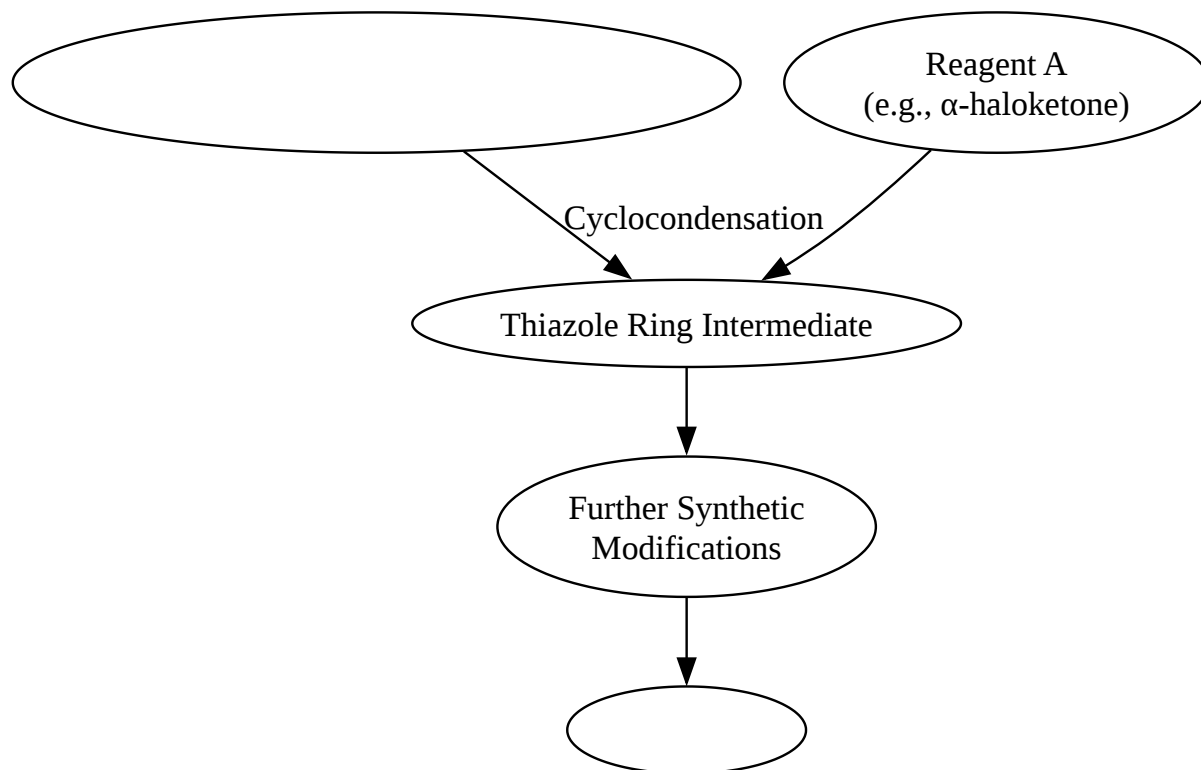 Reagent A
(e.g., α-haloketone)
Cyclocondensation
Thiazole Ring Intermediate
Further Synthetic
Modifications